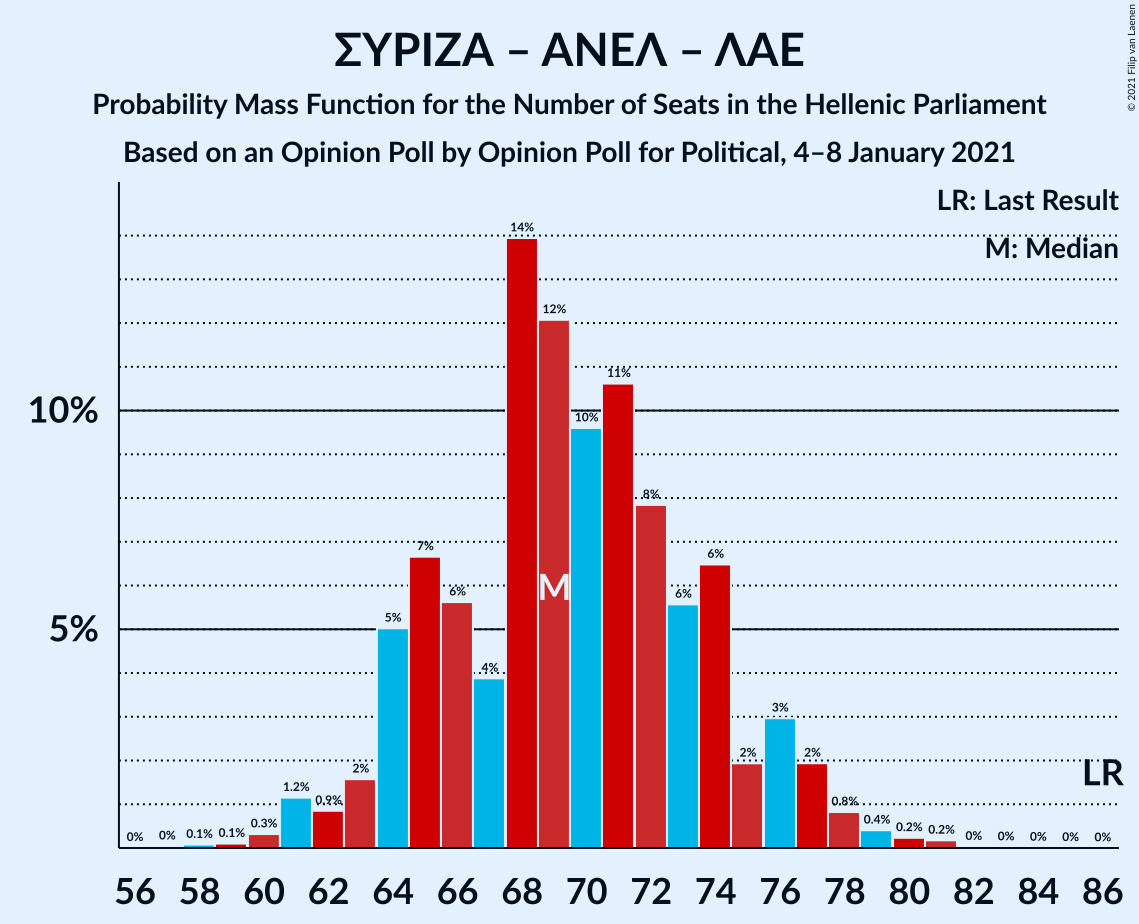 ΣΥΡΙΖΑ – ΑΝΕΛ – ΛΑΕ
Probability Mass Function for the Number of Seats in the Hellenic Parliament
Based on an Opinion Poll by Opinion Poll for Political, 4–8 January 2021
© 2021 Filip van Laenen
LR: Last Result
M: Median
10%
5%
0% 0% 0.1% 0.1% 0.3% 1.2% 0.9% 2% 5% 7% 6% 4% 14% 12% 10% 11% 8% 6% 6% 2% 3% 2% 0.8% 0.4% 0.2% 0.2% 0% 0% 0% 0% 0%
M
LR
56 58 60 62 64 66 68 70 72 74 76 78 80 82 84 86